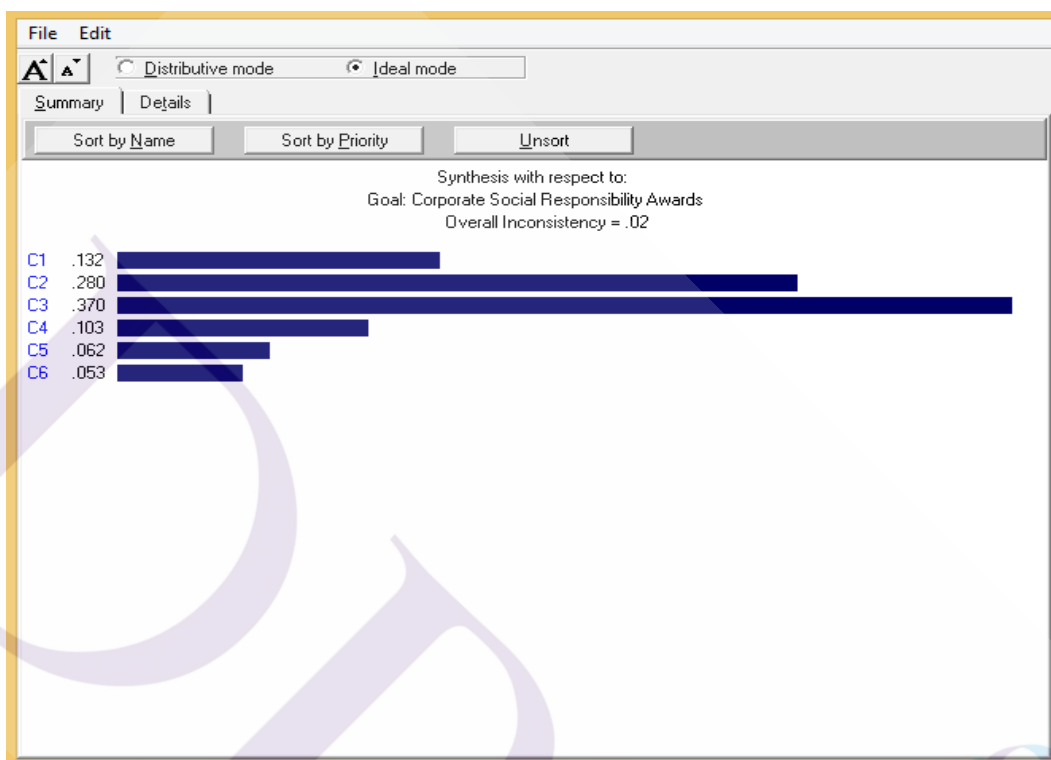 File Edit
A A Distributive mode Ideal mode
Summary Details
Sort by Name Sort by Priority Unsort
Synthesis with respect to:
Goal: Corporate Social Responsibility Awards
Overall Inconsistency = .02
C1 .132
C2 .280
C3 .370
C4 .103
C5 .062
C6 .053